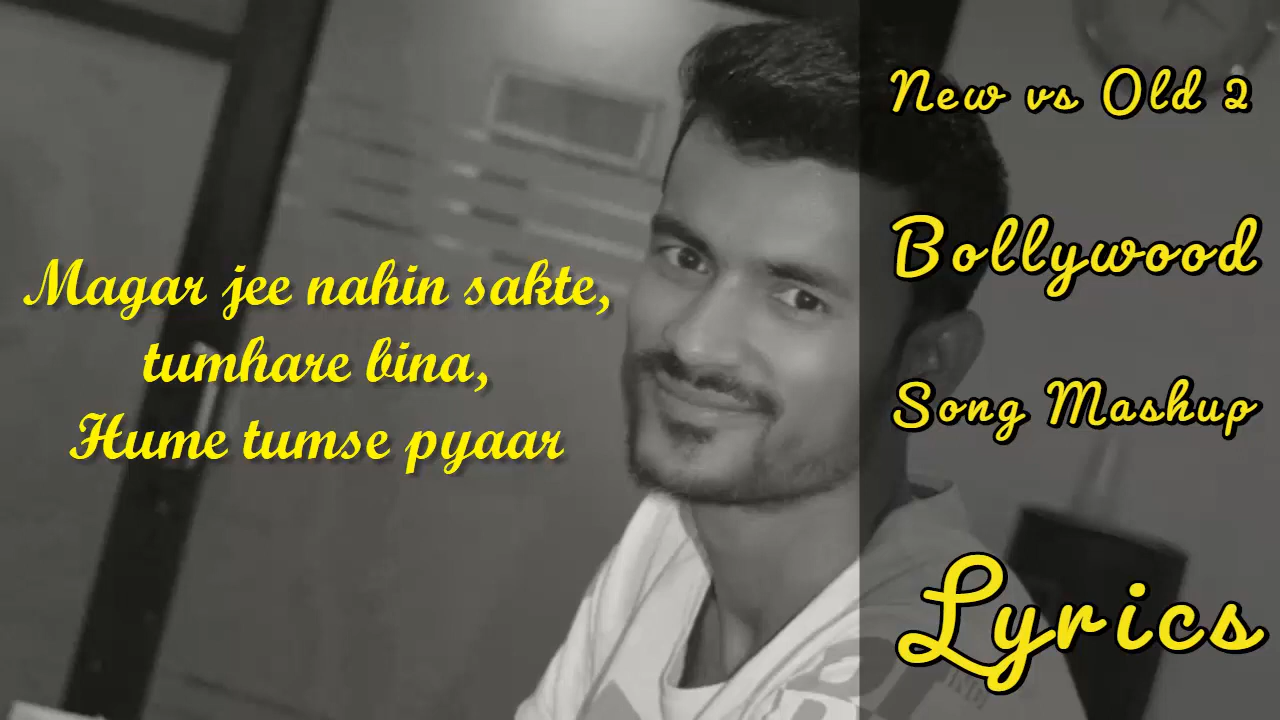 Magar jee nahin sakte,
tumhare bina,
Hume tumse pyaar
New vs Old 2
Bollywood
Song Mashup
Lyrics